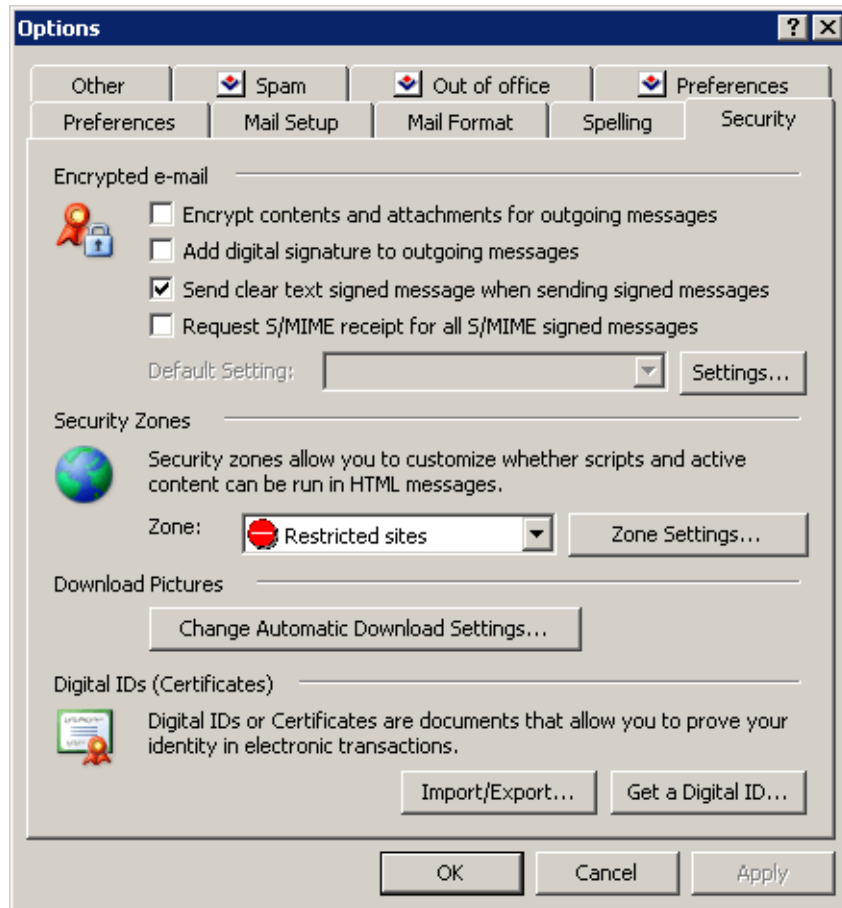 Options
Other Spam Out of office Preferences
Preferences Mail Setup Mail Format Spelling Security
Encrypted e-mail
Encrypt contents and attachments for outgoing messages
Add digital signature to outgoing messages
Send clear text signed message when sending signed messages
Request S/MIME receipt for all S/MIME signed messages
Default Setting: Settings...
Security Zones
Security zones allow you to customize whether scripts and active
content can be run in HTML messages.
Zone: Restricted sites Zone Settings...
Download Pictures
Change Automatic Download Settings...
Digital IDs (Certificates)
Digital IDs or Certificates are documents that allow you to prove your
identity in electronic transactions.
Import/Export... Get a Digital ID...
OK Cancel Apply